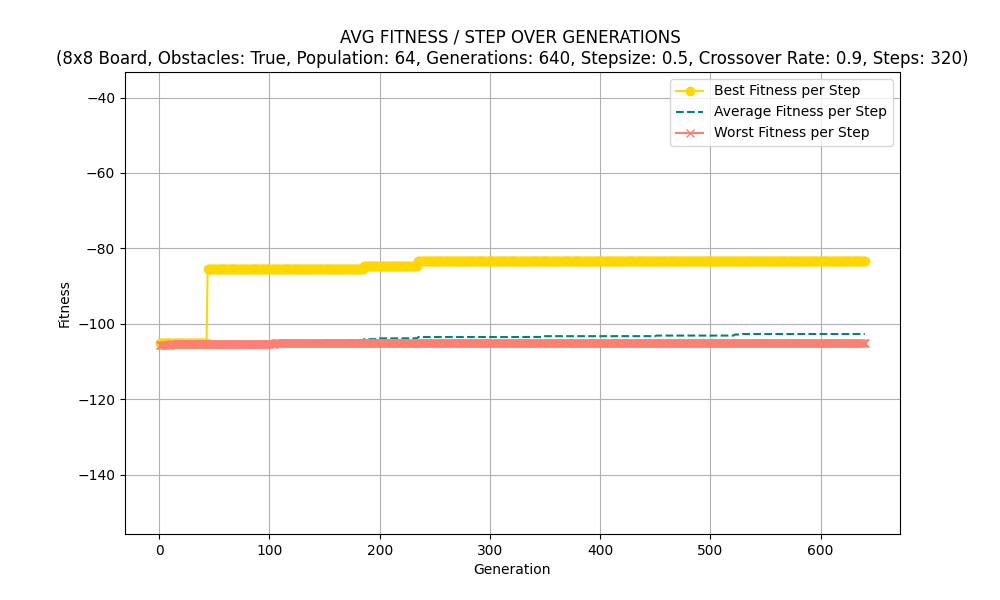 AVG FITNESS / STEP OVER GENERATIONS
(8x8 Board, Obstacles: True, Population: 64, Generations: 640, Stepsize: 0.5, Crossover Rate: 0.9, Steps: 320)
Best Fitness per Step
Average Fitness per Step
Worst Fitness per Step
Fitness
−40
−60
−80
−100
−120
−140
0 100 200 300 400 500 600
Generation